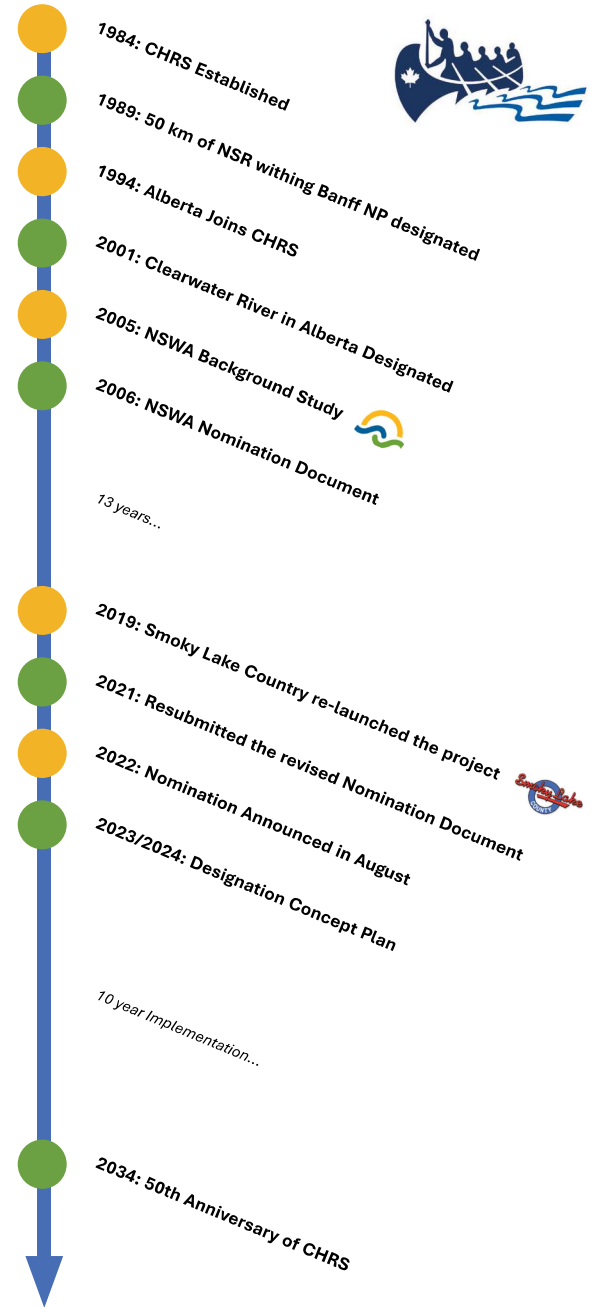 1984: CHRS Established
1989: 50 km of NSR withing Banff NP designated
1994: Alberta Joins CHRS
2001: Clearwater River in Alberta Designated
2005: NSWA Background Study
2006: NSWA Nomination Document
13 years...
2019: Smoky Lake Country re-launched the project
Smoky Lake
COUNTY
2021: Resubmitted the revised Nomination Document
2022: Nomination Announced in August
2023/2024: Designation Concept Plan
10 year Implementation...
2034: 50th Anniversary of CHRS